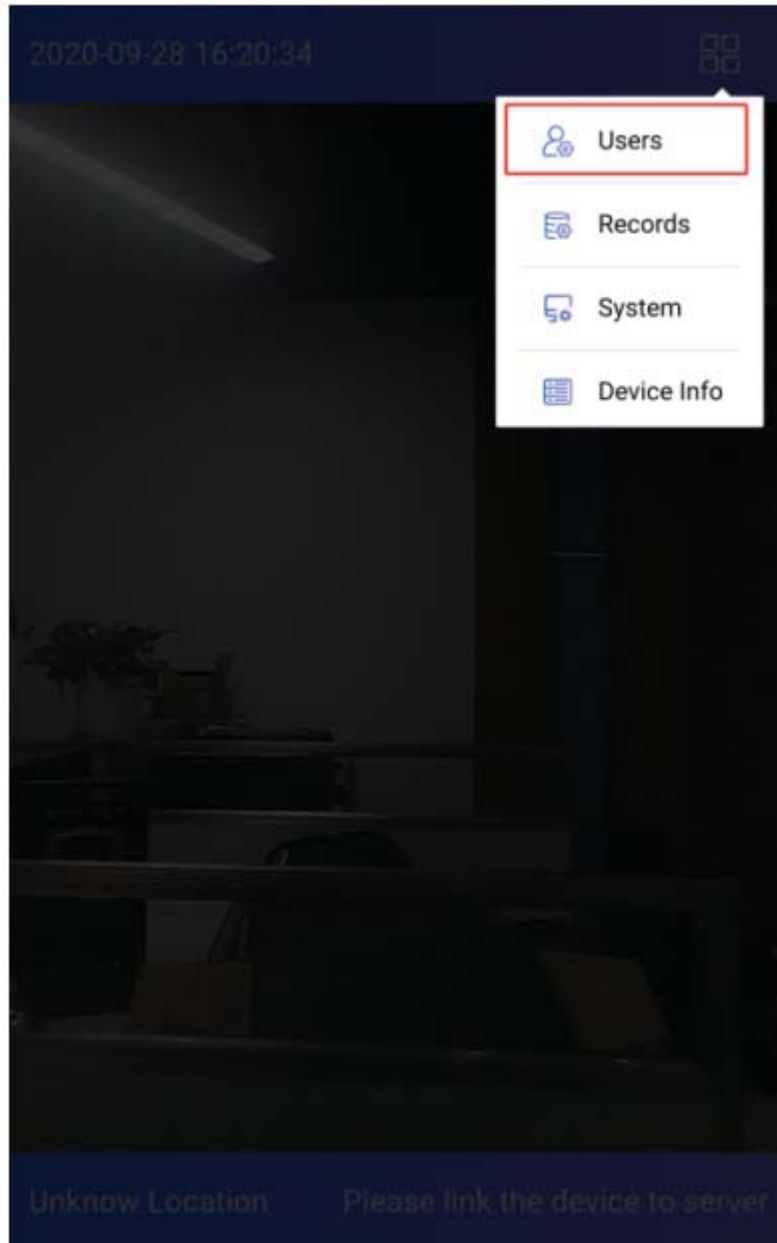 2020-09-28 16:20:34
Users
Records
System
Device Info
Unknow Location Please link the device to server